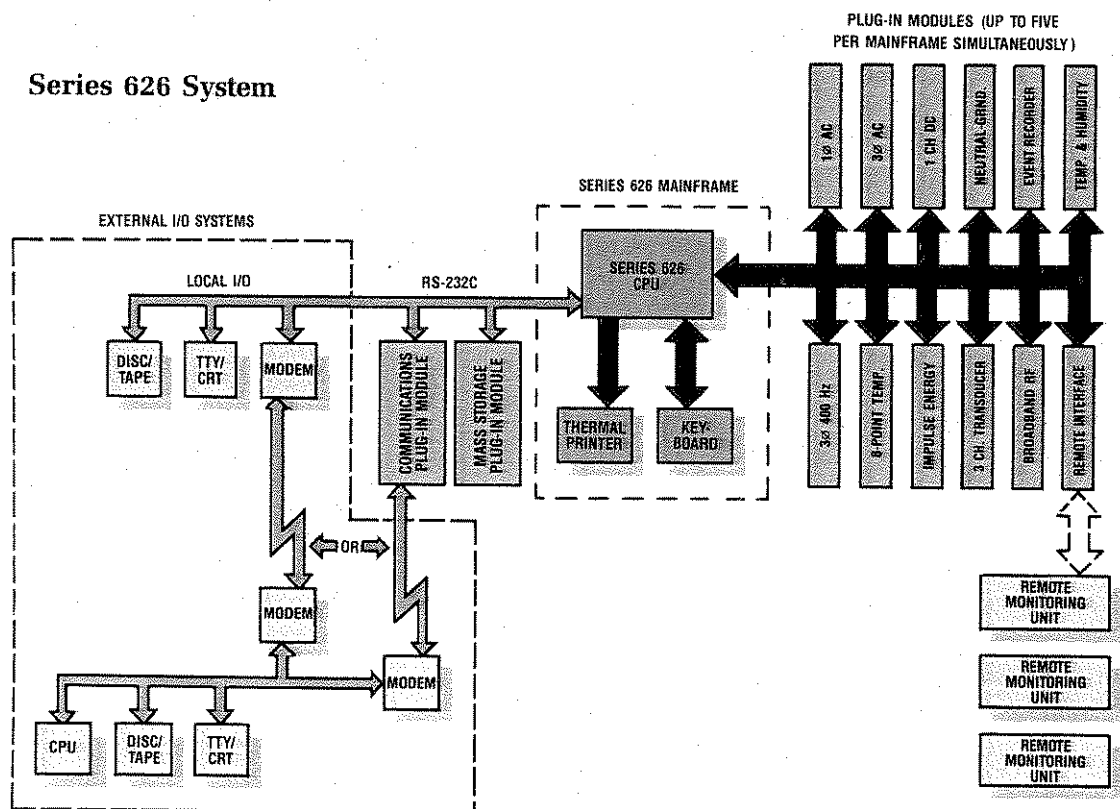 PLUG-IN MODULES (UP TO FIVE
PER MAINFRAME SIMULTANEOUSLY)
Series 626 System
1ø AC
3ø AC
1 CH DC
NEUTRAL-GRND.
EVENT RECORDER
TEMP. & HUMIDITY
SERIES 626 MAINFRAME
EXTERNAL I/O SYSTEMS
SERIES 626
CPU
LOCAL I/O
RS-232C
DISC/
TAPE
TTY/
CRT
MODEM
COMMUNICATIONS
PLUG-IN MODULE
MASS STORAGE
PLUG-IN MODULE
THERMAL
PRINTER
KEY-
BOARD
3ø 400 Hz
8-POINT TEMP.
IMPULSE ENERGY
3 CH. TRANSDUCER
BROADBAND RF
REMOTE INTERFACE
OR
MODEM
MODEM
CPU
DISC/
TAPE
TTY/
CRT
REMOTE
MONITORING
UNIT
REMOTE
MONITORING
UNIT
REMOTE
MONITORING
UNIT